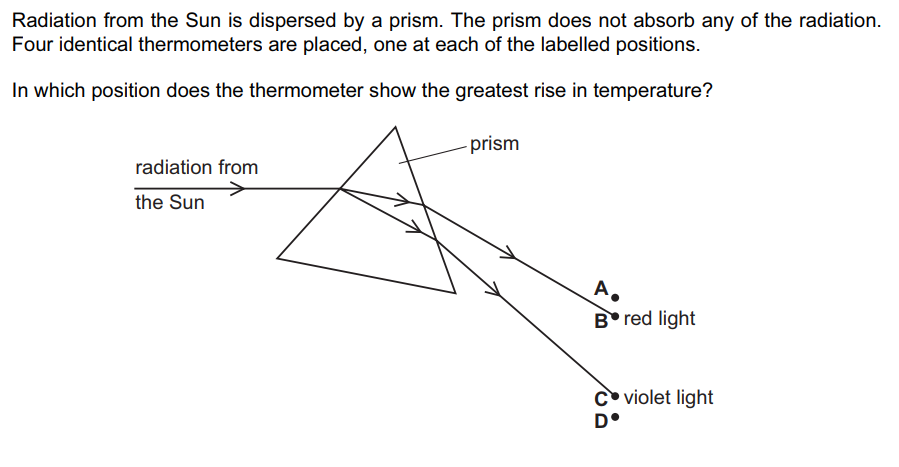 Radiation from the Sun is dispersed by a prism. The prism does not absorb any of the radiation.
Four identical thermometers are placed, one at each of the labelled positions.
In which position does the thermometer show the greatest rise in temperature?
prism
radiation from
the Sun
A
B red light
C violet light
D